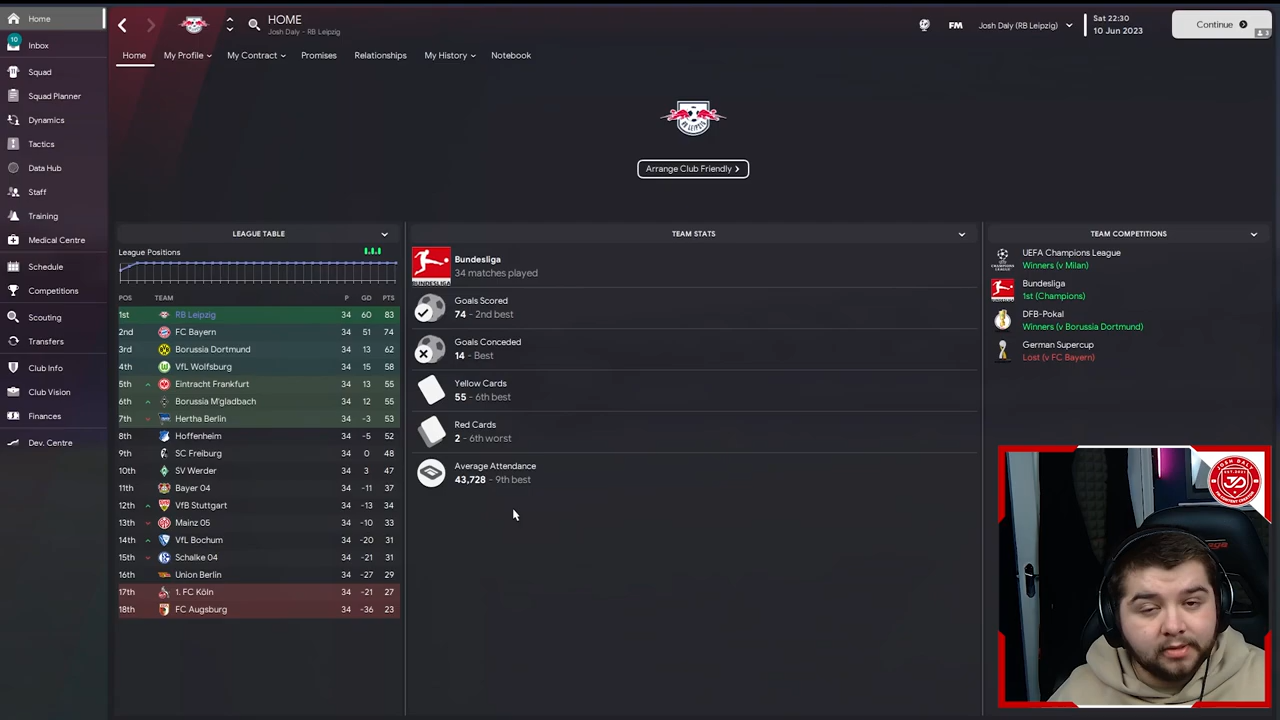 Home
10
Inbox
Squad
Squad Planner
Dynamics
Tactics
Data Hub
Staff
Training
Medical Centre
Schedule
Competitions
Scouting
Transfers
Club Info
Club Vision
Finances
Dev. Centre
HOME
Josh Daly - RB Leipzig
FM
Josh Daly (RB Leipzig)
Sat 22:30
10 Jun 2023
Continue
Home
My Profile
My Contract
Promises
Relationships
My History
Notebook
RB LEIPZIG
Arrange Club Friendly
LEAGUE TABLE
League Positions
POS TEAM P GD PTS
1st RB Leipzig 34 60 83
2nd FC Bayern 34 51 74
3rd Borussia Dortmund 34 13 62
4th VfL Wolfsburg 34 15 58
5th Eintracht Frankfurt 34 13 55
6th Borussia M'gladbach 34 12 55
7th Hertha Berlin 34 -3 53
8th Hoffenheim 34 -5 52
9th SC Freiburg 34 0 48
10th SV Werder 34 3 47
11th Bayer 04 34 -11 37
12th VfB Stuttgart 34 -13 34
13th Mainz 05 34 -10 33
14th VfL Bochum 34 -20 31
15th Schalke 04 34 -21 31
16th Union Berlin 34 -27 29
17th 1. FC Köln 34 -21 27
18th FC Augsburg 34 -36 23
TEAM STATS
BUNDESLIGA
Bundesliga
34 matches played
Goals Scored
74 - 2nd best
Goals Conceded
14 - Best
Yellow Cards
55 - 6th best
Red Cards
2 - 6th worst
Average Attendance
43,728 - 9th best
TEAM COMPETITIONS
UEFA Champions League
Winners (v Milan)
Bundesliga
1st (Champions)
DFB-Pokal
Winners (v Borussia Dortmund)
German Supercup
Lost (v FC Bayern)
JOSH DALY
JD
FM CONTENT CREATOR